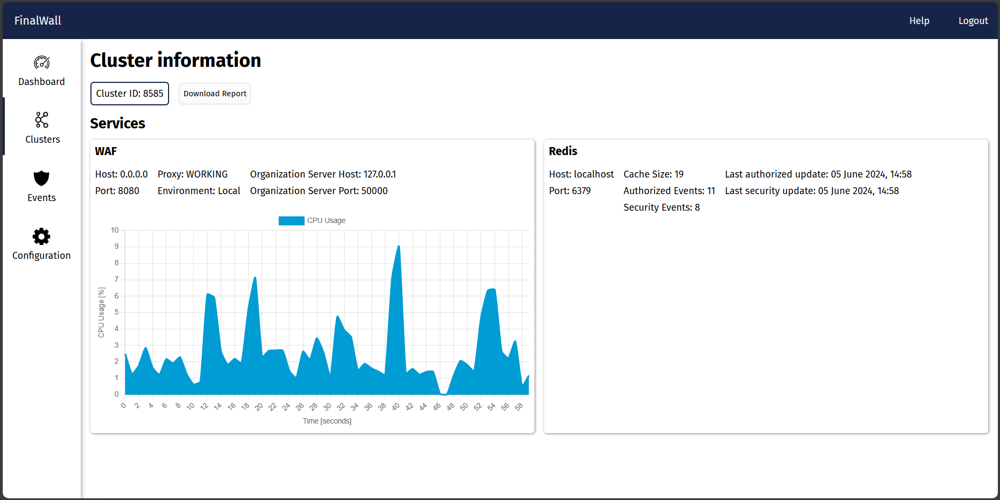 FinalWall
Help
Logout
Dashboard
Clusters
Events
Configuration
Cluster information
Cluster ID: 8585
Download Report
Services
WAF
Host: 0.0.0.0 Proxy: WORKING Organization Server Host: 127.0.0.1
Port: 8080 Environment: Local Organization Server Port: 50000
CPU Usage
10
9
8
7
6
5
4
3
2
1
0
CPU Usage [%]
0 2 4 6 8 10 12 14 16 18 20 22 24 26 28 30 32 34 36 38 40 42 44 46 48 50 52 54 56 58
Time [seconds]
Redis
Host: localhost Cache Size: 19 Last authorized update: 05 June 2024, 14:58
Port: 6379 Authorized Events: 11 Last security update: 05 June 2024, 14:58
Security Events: 8